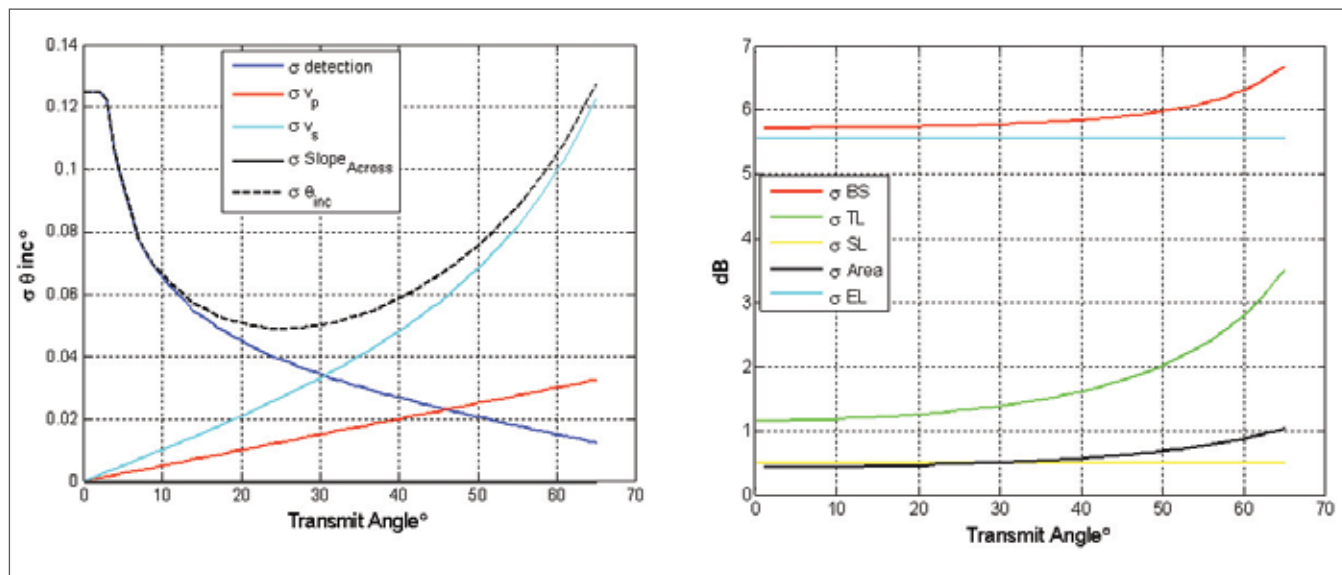 0.14
0.12
0.1
0.08
0.06
0.04
0.02
0
σ θ inc°
σ detection
σ vp
σ vs
σ SlopeAcross
σ θinc
0 10 20 30 40 50 60 70
Transmit Angle°
7
6
5
4
3
2
1
0
dB
σ BS
σ TL
σ SL
σ Area
σ EL
0 10 20 30 40 50 60 70
Transmit Angle°